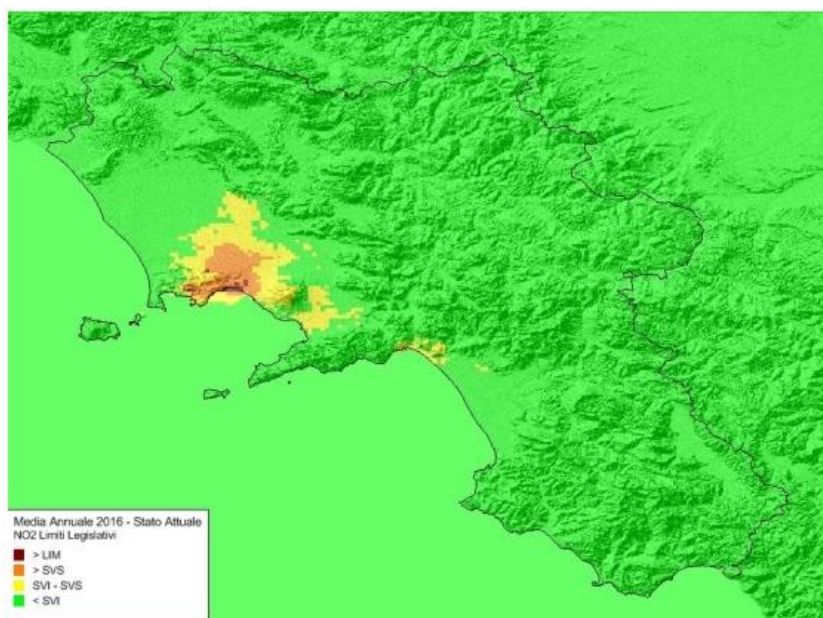 Media Annuale 2016 - Stato Attuale
NO2 Limiti Legislativi
> LIM
> SVS
SVI - SVS
< SVI